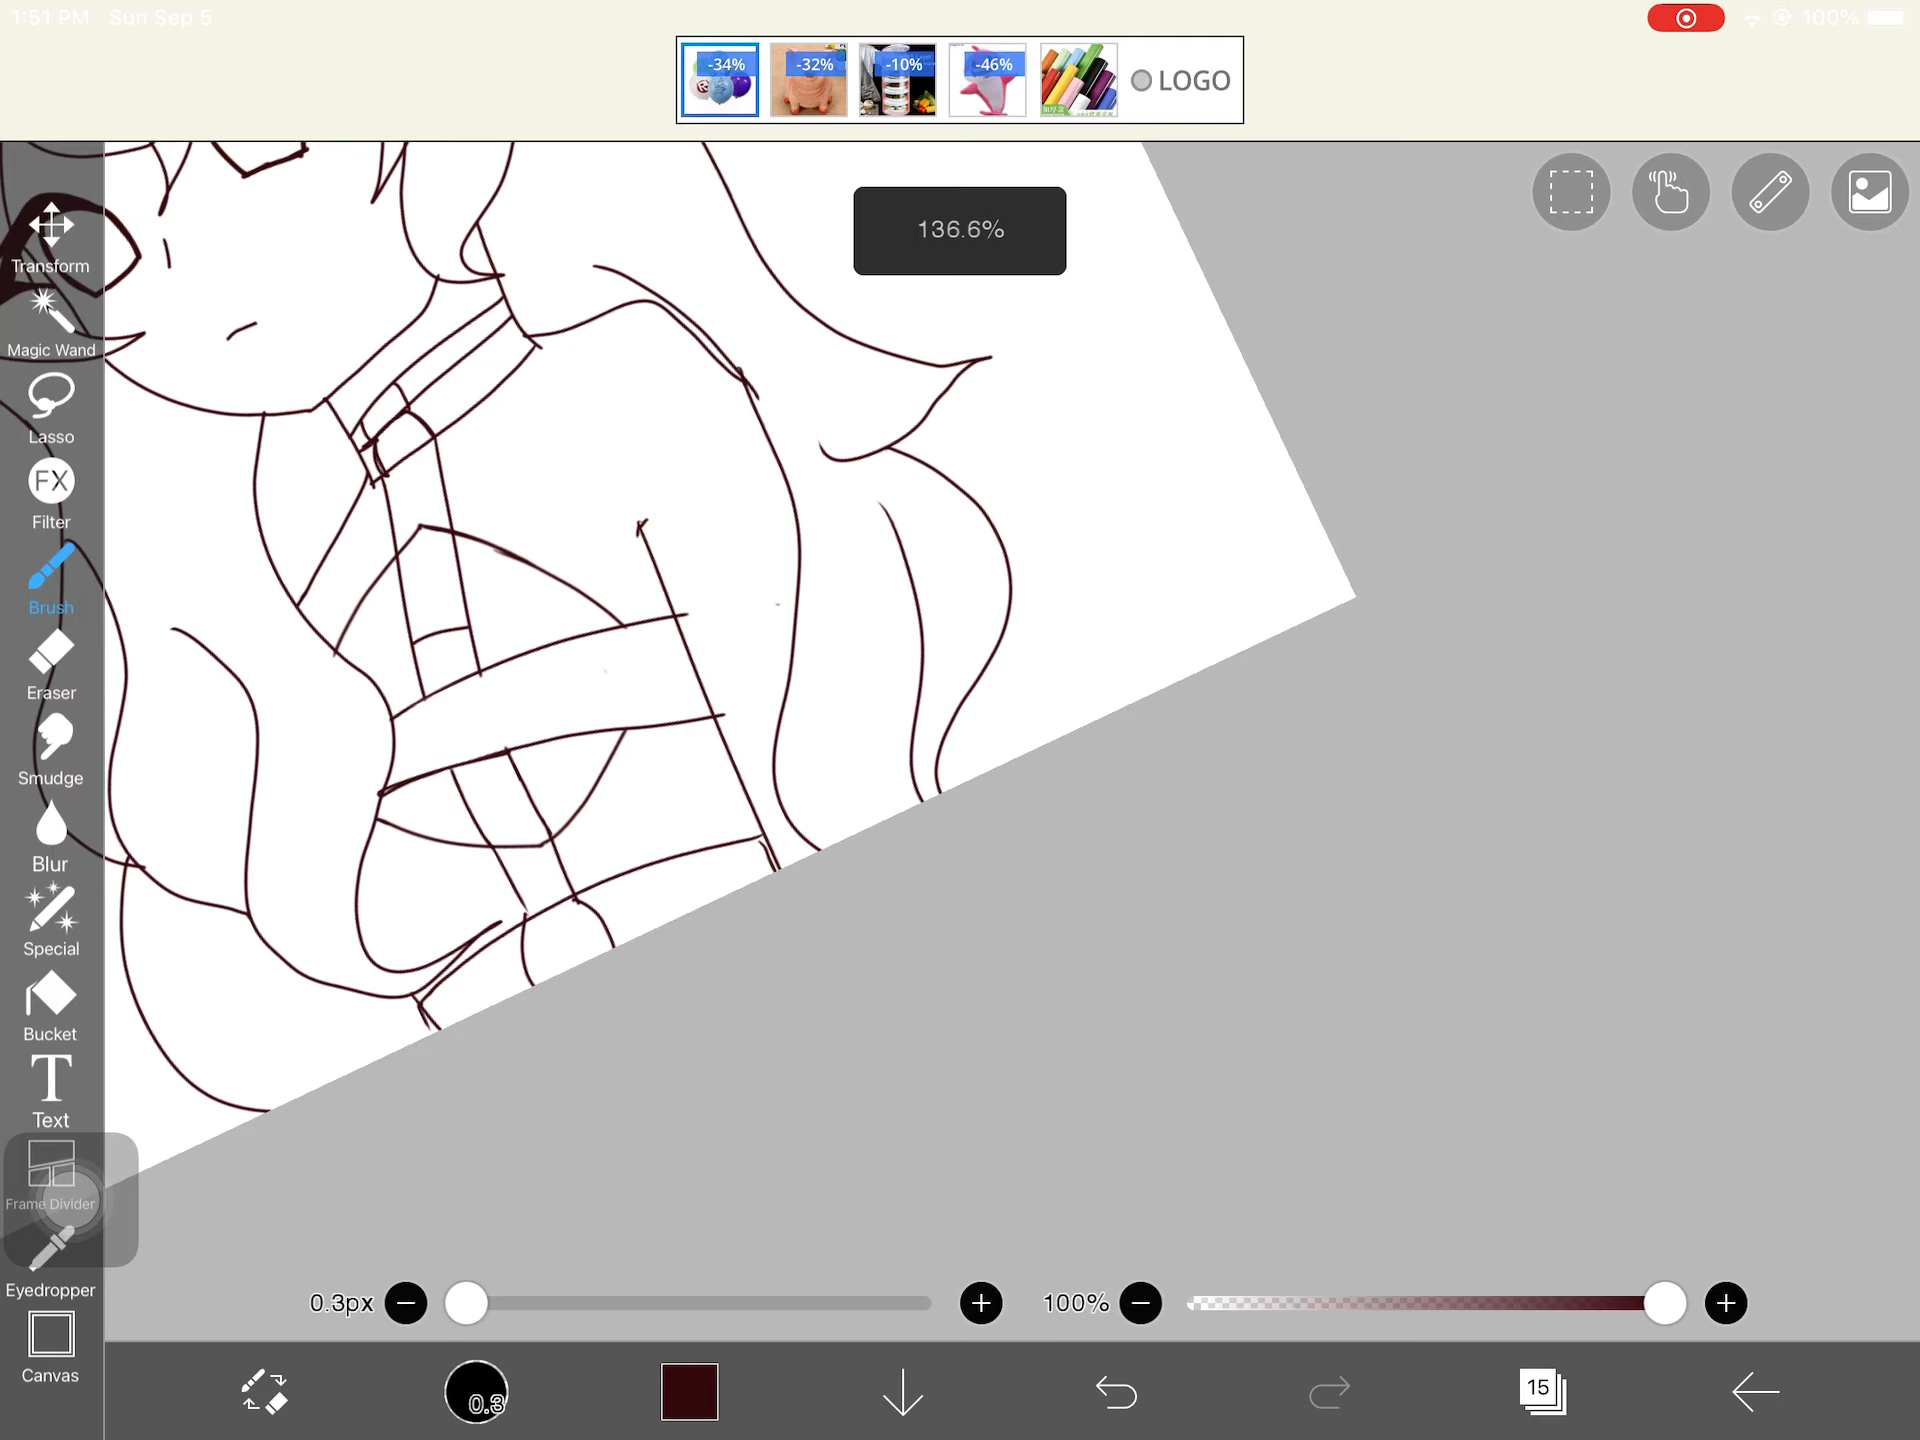 1:51 PM Sun Sep 5
100%
-34%
-32%
-10%
-46%
LOGO
136.6%
Transform
Magic Wand
Lasso
FX
Filter
Brush
Eraser
Smudge
Blur
Special
Bucket
T
Text
Frame Divider
Eyedropper
Canvas
0.3px
100%
0.3
15